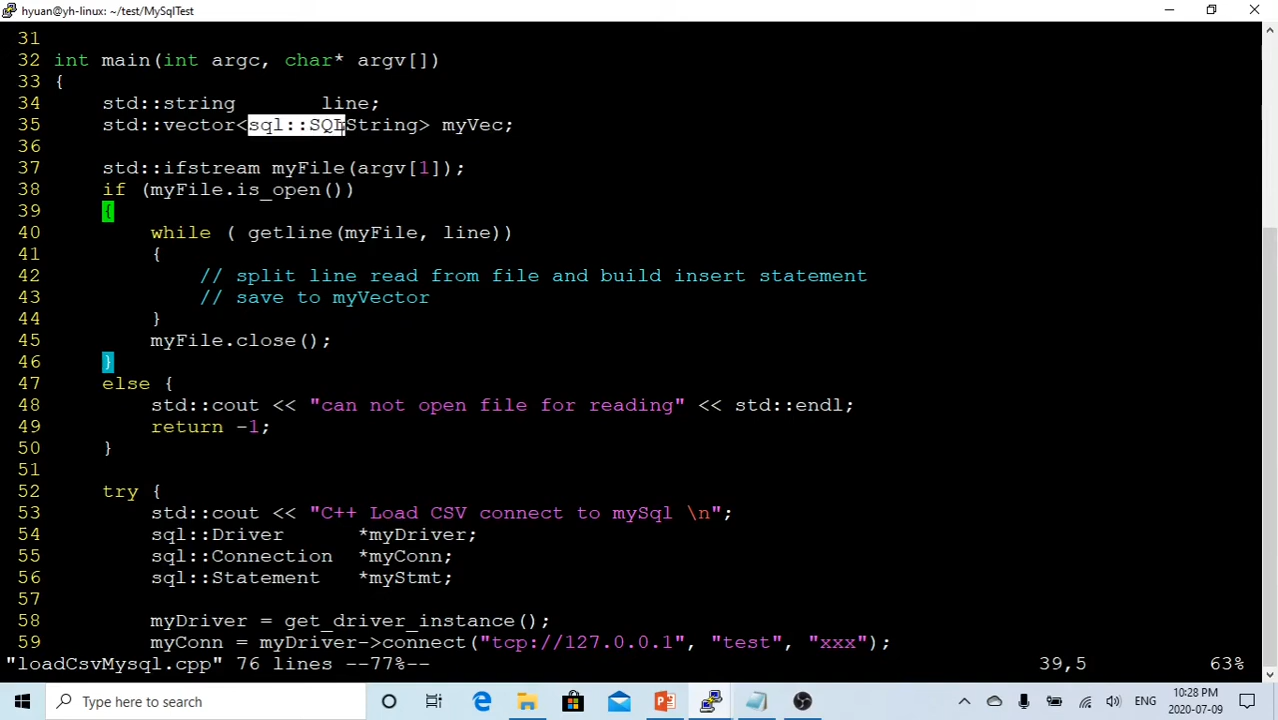 hyuan@yh-linux: ~/test/MySqlTest
31
32 int main(int argc, char* argv[])
33 {
34     std::string       line;
35     std::vector<sql::SQLString> myVec;
36
37     std::ifstream myFile(argv[1]);
38     if (myFile.is_open())
39     {
40         while ( getline(myFile, line))
41         {
42             // split line read from file and build insert statement
43             // save to myVector
44         }
45         myFile.close();
46     }
47     else {
48         std::cout << "can not open file for reading" << std::endl;
49         return -1;
50     }
51
52     try {
53         std::cout << "C++ Load CSV connect to mySql \n";
54         sql::Driver      *myDriver;
55         sql::Connection  *myConn;
56         sql::Statement   *myStmt;
57
58         myDriver = get_driver_instance();
59         myConn = myDriver->connect("tcp://127.0.0.1", "test", "xxx");
"loadCsvMysql.cpp" 76 lines --77%-- 39,5 63%
Type here to search
ENG
10:28 PM
2020-07-09